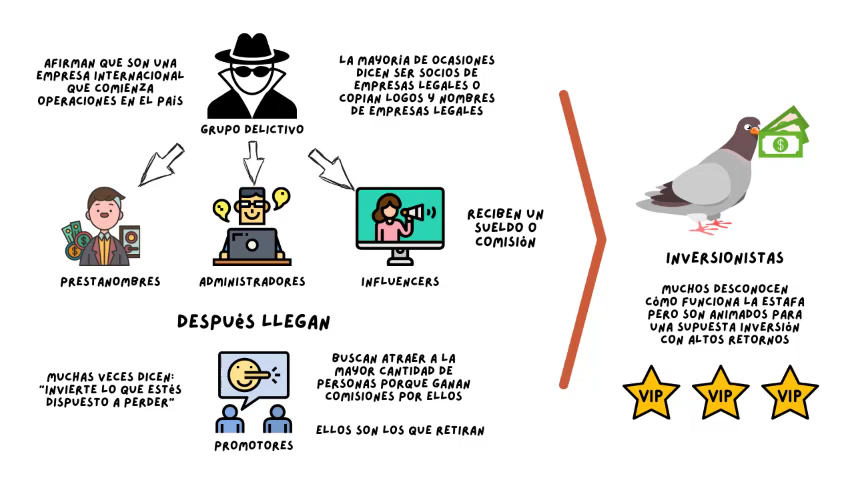 AFIRMAN QUE SON UNA
EMPRESA INTERNACIONAL
QUE COMIENZA
OPERACIONES EN EL PAÍS
LA MAYORÍA DE OCASIONES
DICEN SER SOCIOS DE
EMPRESAS LEGALES O
COPIAN LOGOS Y NOMBRES
DE EMPRESAS LEGALES
GRUPO DELICTIVO
PRESTANOMBRES
ADMINISTRADORES
INFLUENCERS
RECIBEN UN
SUELDO O
COMISIÓN
DESPUÉS LLEGAN
MUCHAS VECES DICEN:
"INVIERTE LO QUE ESTÉS
DISPUESTO A PERDER"
PROMOTORES
BUSCAN ATRAER A LA
MAYOR CANTIDAD DE
PERSONAS PORQUE GANAN
COMISIONES POR ELLOS
ELLOS SON LOS QUE RETIRAN
$
INVERSIONISTAS
MUCHOS DESCONOCEN
CÓMO FUNCIONA LA ESTAFA
PERO SON ANIMADOS PARA
UNA SUPUESTA INVERSIÓN
CON ALTOS RETORNOS
VIP
VIP
VIP